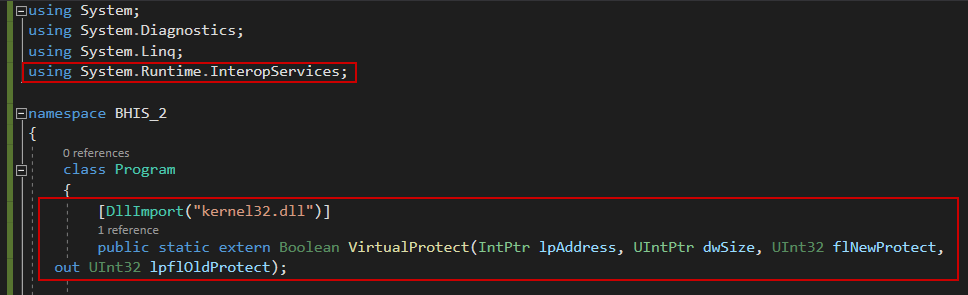 using System;
using System.Diagnostics;
using System.Linq;
using System.Runtime.InteropServices;
namespace BHIS_2
{
0 references
class Program
{
[DllImport("kernel32.dll")]
1 reference
public static extern Boolean VirtualProtect(IntPtr lpAddress, UIntPtr dwSize, UInt32 flNewProtect,
out UInt32 lpflOldProtect);